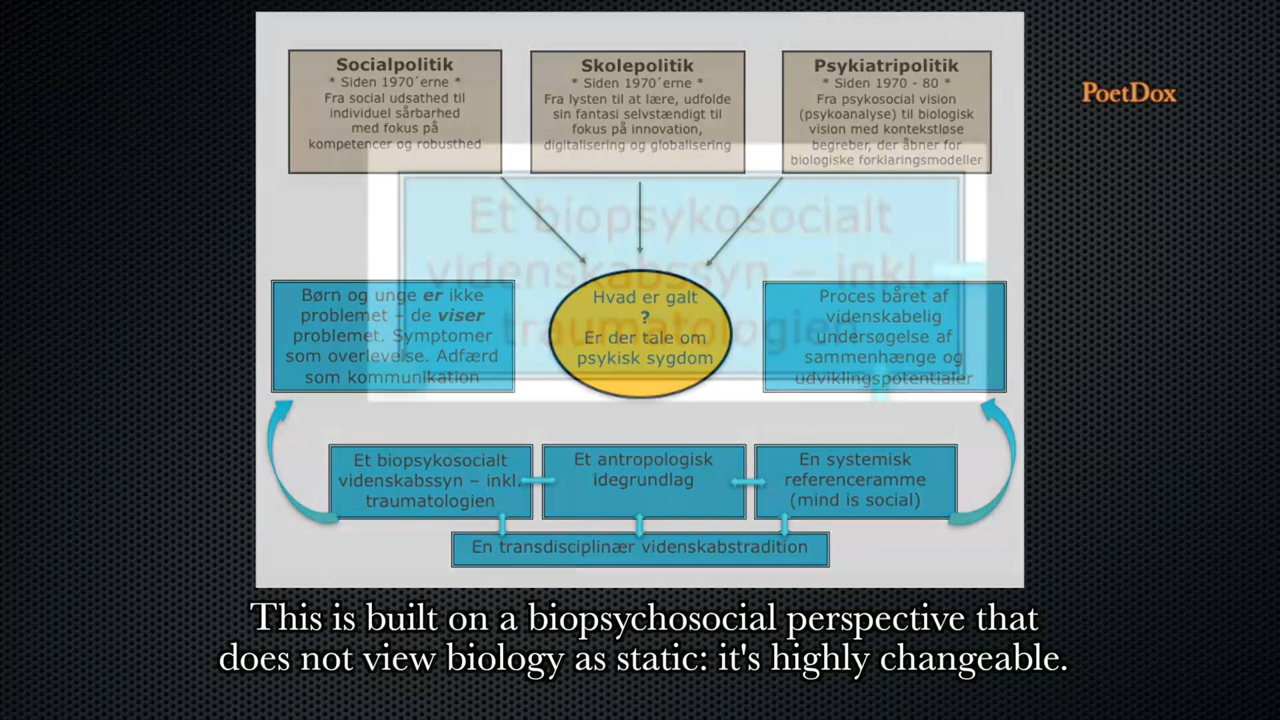 Socialpolitik
* Siden 1970´erne *
Fra social udsathed til
individuel sårbarhed
med fokus på
kompetencer og robusthed
Skolepolitik
* Siden 1970´erne *
Fra lysten til at lære, udfolde
sin fantasi selvstændigt til
fokus på innovation,
digitalisering og globalisering
Psykiatripolitik
* Siden 1970 - 80 *
Fra psykosocial vision
(psykoanalyse) til biologisk
vision med kontekstløse
begreber, der åbner for
biologiske forklaringsmodeller
PoetDox
Et biopsykosocialt
videnskabssyn – inkl.
traumatologien
Børn og unge er ikke
problemet – de viser
problemet. Symptomer
som overlevelse. Adfærd
som kommunikation
Hvad er galt
?
Er der tale om
psykisk sygdom
Proces båret af
videnskabelig
undersøgelse af
sammenhænge og
udviklingspotentialer
Et biopsykosocialt
videnskabssyn – inkl.
traumatologien
Et antropologisk
idegrundlag
En systemisk
referenceramme
(mind is social)
En transdisciplinær videnskabstradition
This is built on a biopsychosocial perspective that
does not view biology as static: it's highly changeable.